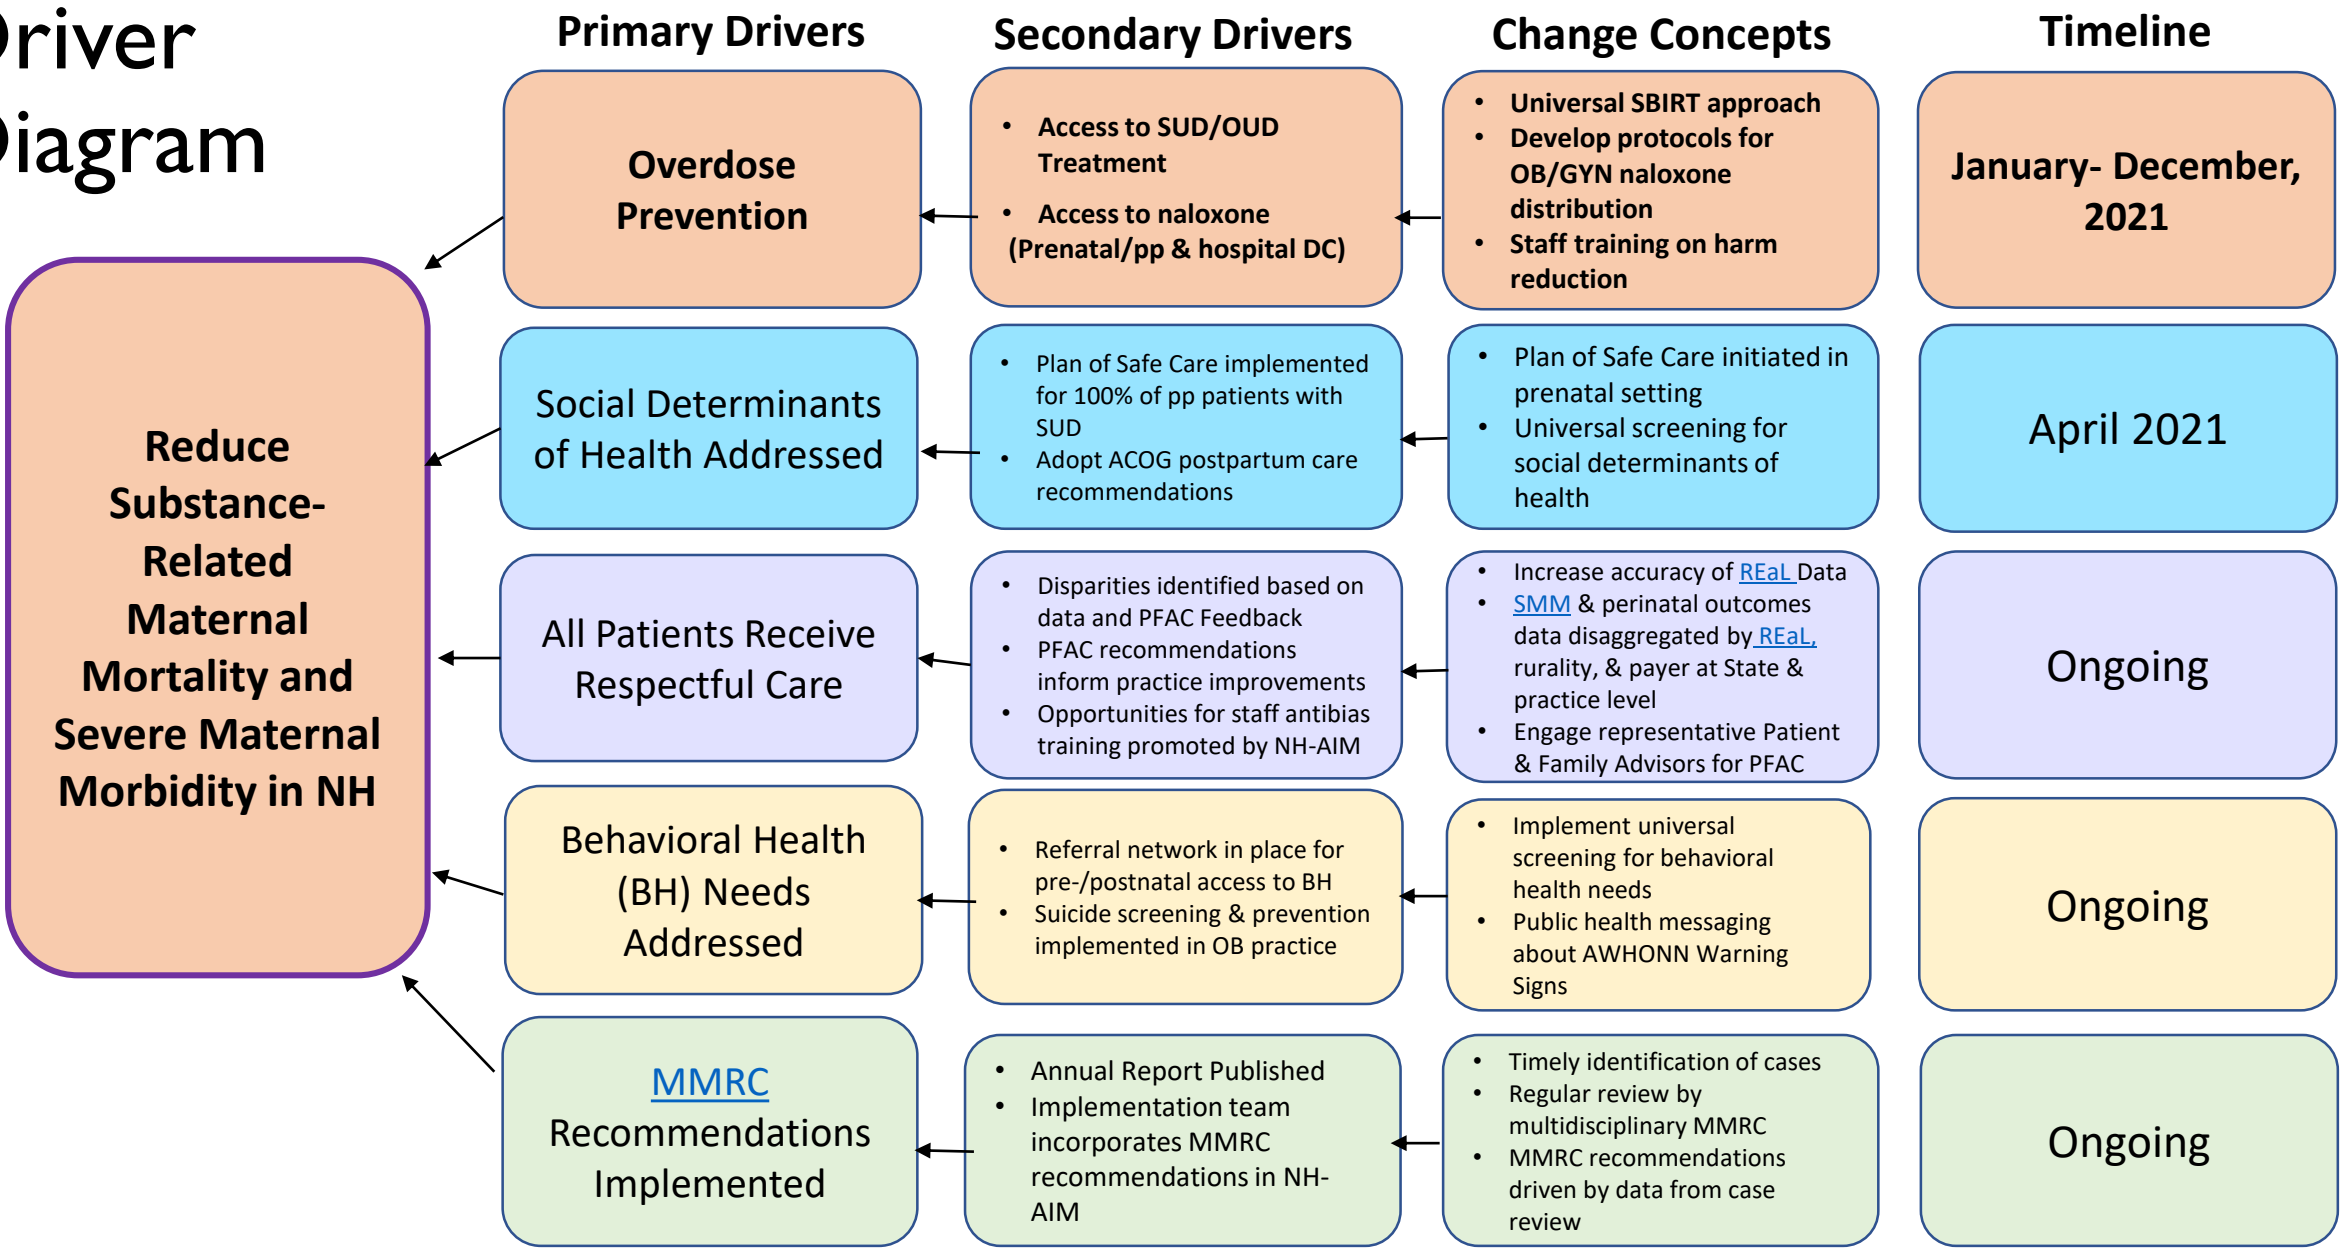 Driver
Diagram
Primary Drivers
Secondary Drivers
Change Concepts
Timeline
Reduce
Substance-
Related
Maternal
Mortality and
Severe Maternal
Morbidity in NH
Overdose
Prevention
• Access to SUD/OUD
Treatment
• Access to naloxone
(Prenatal/pp & hospital DC)
• Universal SBIRT approach
• Develop protocols for
OB/GYN naloxone
distribution
• Staff training on harm
reduction
January- December,
2021
Social Determinants
of Health Addressed
• Plan of Safe Care implemented
for 100% of pp patients with
SUD
• Adopt ACOG postpartum care
recommendations
• Plan of Safe Care initiated in
prenatal setting
• Universal screening for
social determinants of
health
April 2021
All Patients Receive
Respectful Care
• Disparities identified based on
data and PFAC Feedback
• PFAC recommendations
inform practice improvements
• Opportunities for staff antibias
training promoted by NH-AIM
• Increase accuracy of REaL Data
• SMM & perinatal outcomes
data disaggregated by REaL,
rurality, & payer at State &
practice level
• Engage representative Patient
& Family Advisors for PFAC
Ongoing
Behavioral Health
(BH) Needs
Addressed
• Referral network in place for
pre-/postnatal access to BH
• Suicide screening & prevention
implemented in OB practice
• Implement universal
screening for behavioral
health needs
• Public health messaging
about AWHONN Warning
Signs
Ongoing
MMRC
Recommendations
Implemented
• Annual Report Published
• Implementation team
incorporates MMRC
recommendations in NH-
AIM
• Timely identification of cases
• Regular review by
multidisciplinary MMRC
• MMRC recommendations
driven by data from case
review
Ongoing